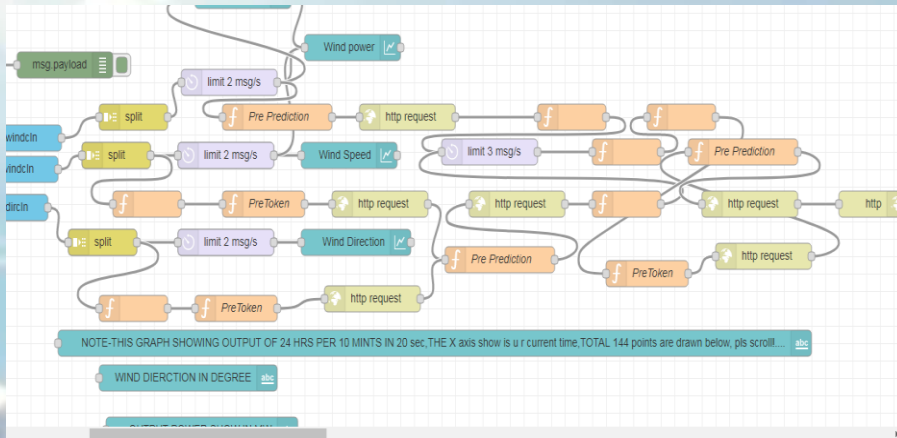 Wind power
msg.payload
limit 2 msg/s
split
Pre Prediction
http request
windcIn
split
limit 2 msg/s
Wind Speed
limit 3 msg/s
Pre Prediction
vindcIn
PreToken
http request
http request
http request
http
dircIn
split
limit 2 msg/s
Wind Direction
Pre Prediction
PreToken
http request
PreToken
http request
NOTE-THIS GRAPH SHOWING OUTPUT OF 24 HRS PER 10 MINTS IN 20 sec,THE X axis show is u r current time,TOTAL 144 points are drawn below, pls scroll!.... abc
WIND DIERCTION IN DEGREE abc